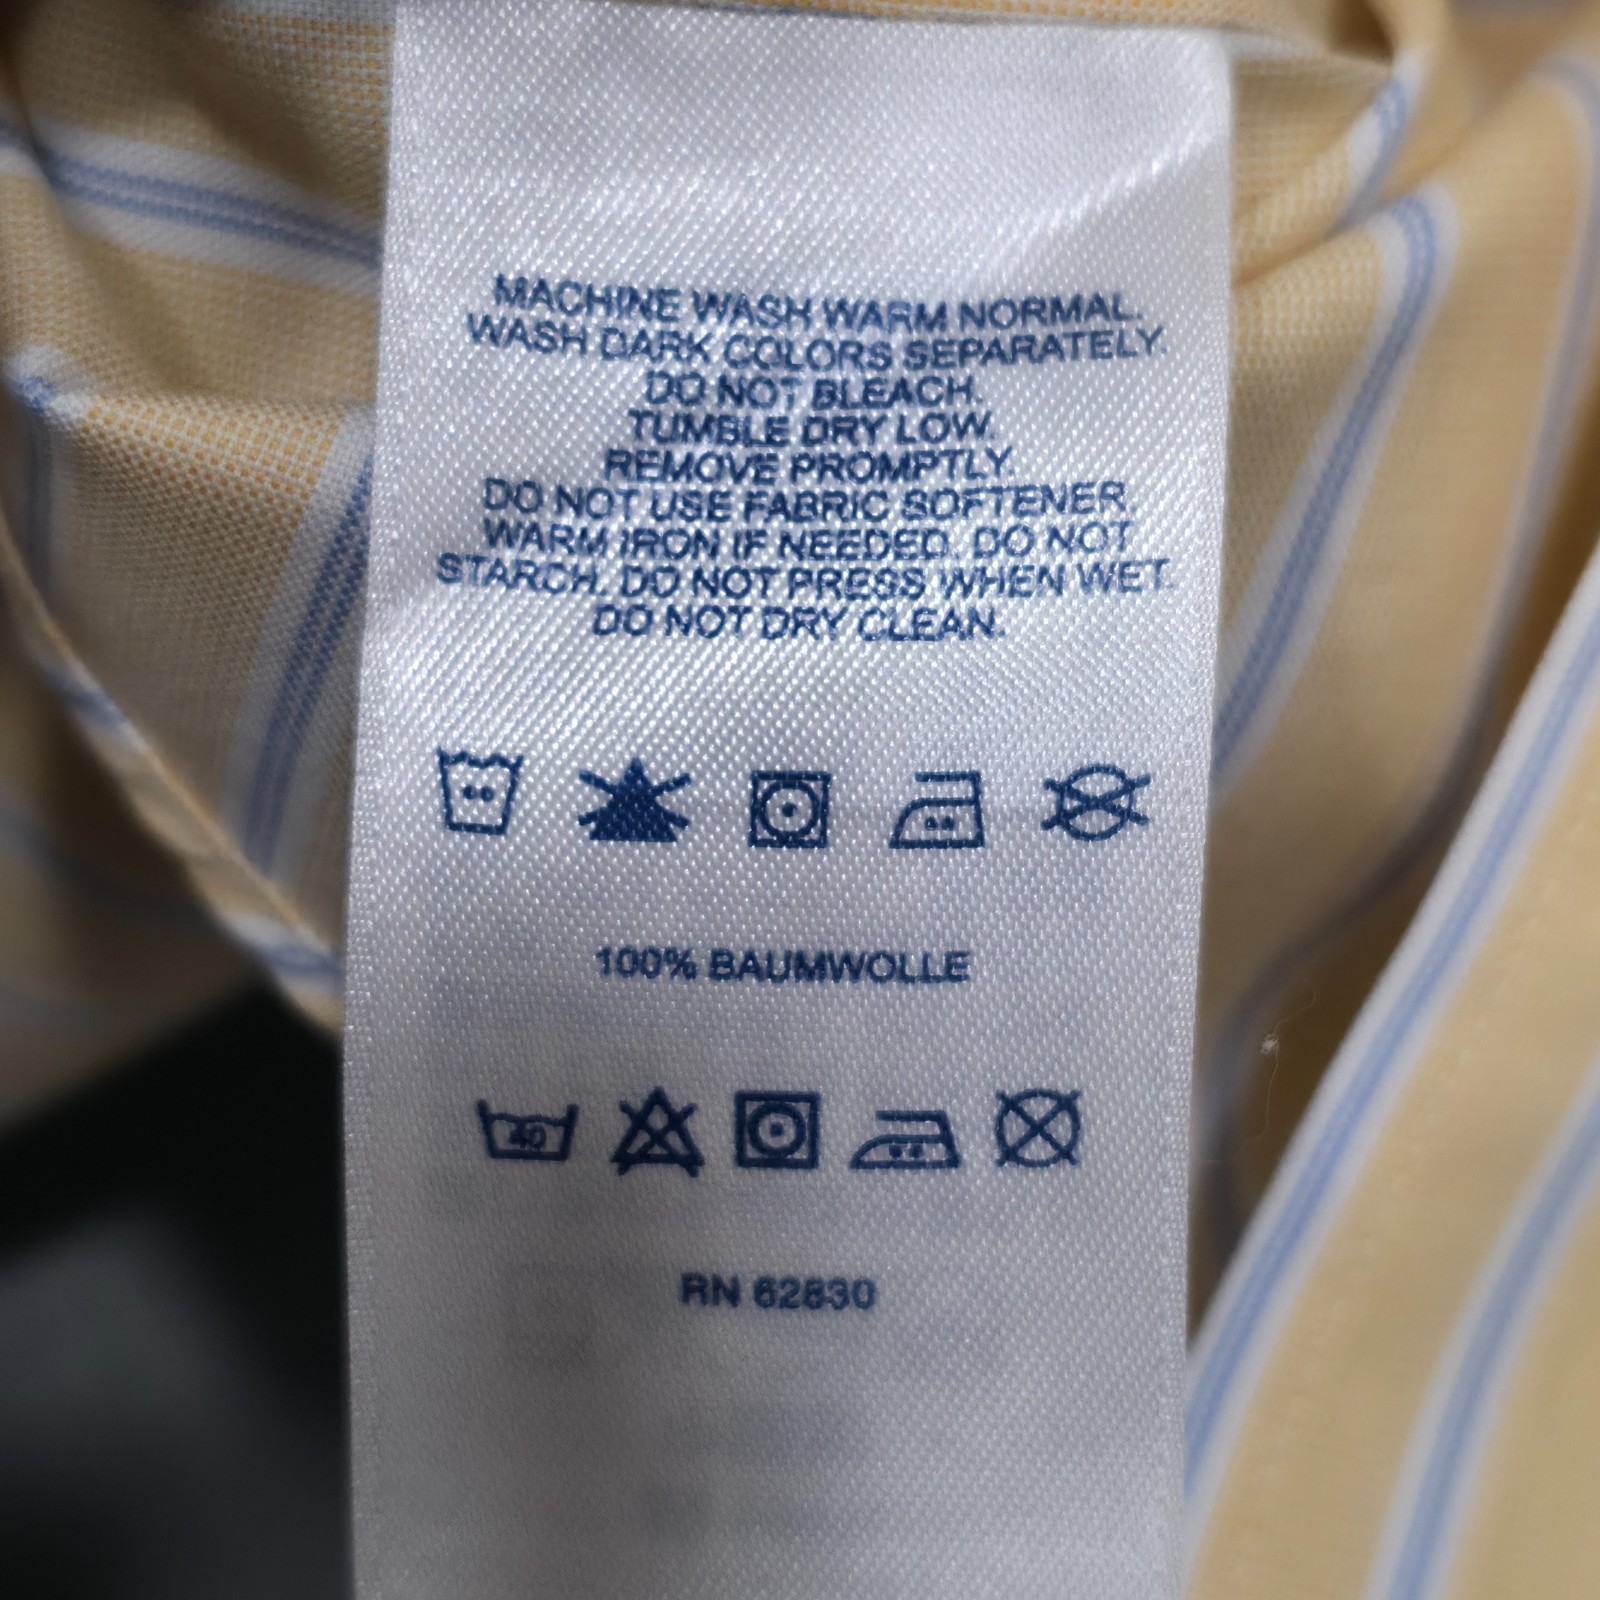 MACHINE WASH WARM NORMAL.
WASH DARK COLORS SEPARATELY.
DO NOT BLEACH.
TUMBLE DRY LOW.
REMOVE PROMPTLY.
DO NOT USE FABRIC SOFTENER.
WARM IRON IF NEEDED. DO NOT
STARCH. DO NOT PRESS WHEN WET.
DO NOT DRY CLEAN.
100% BAUMWOLLE
40
RN 62830